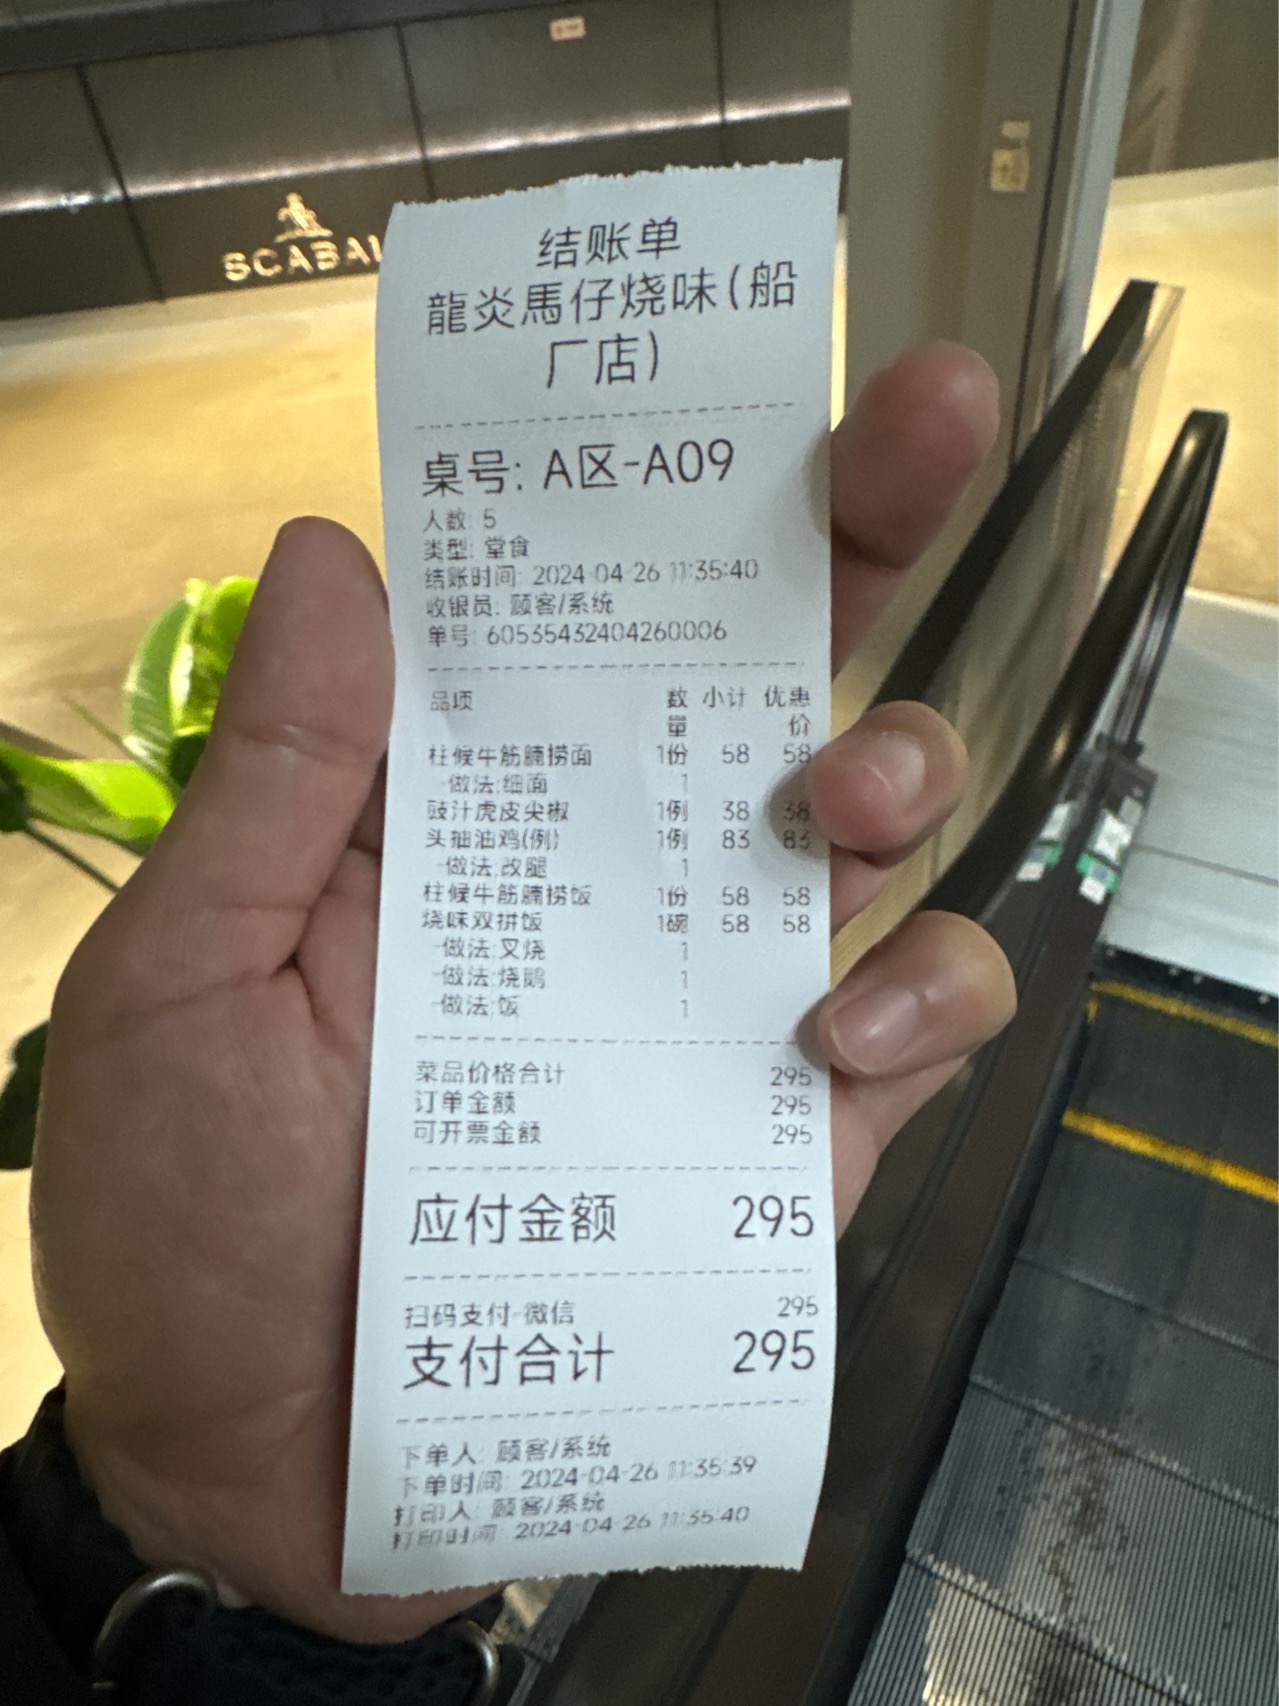 SCABAL
结账单
龍炎馬仔烧味(船
厂店)
桌号: A区-A09
人数: 5
类型: 堂食
结账时间: 2024-04-26 11:35:40
收银员: 顾客/系统
单号: 60535432404260006
品项 数量 小计 优惠价
柱候牛筋腩捞面 1份 58 58
-做法:细面 1
豉汁虎皮尖椒 1例 38 38
头抽油鸡(例) 1例 83 83
-做法:改腿 1
柱候牛筋腩捞饭 1份 58 58
烧味双拼饭 1碗 58 58
-做法:叉烧 1
-做法:烧鹅 1
-做法:饭 1
菜品价格合计 295
订单金额 295
可开票金额 295
应付金额 295
扫码支付-微信 295
支付合计 295
下单人: 顾客/系统
下单时间: 2024-04-26 11:35:39
打印人: 顾客/系统
打印时间: 2024-04-26 11:35:40